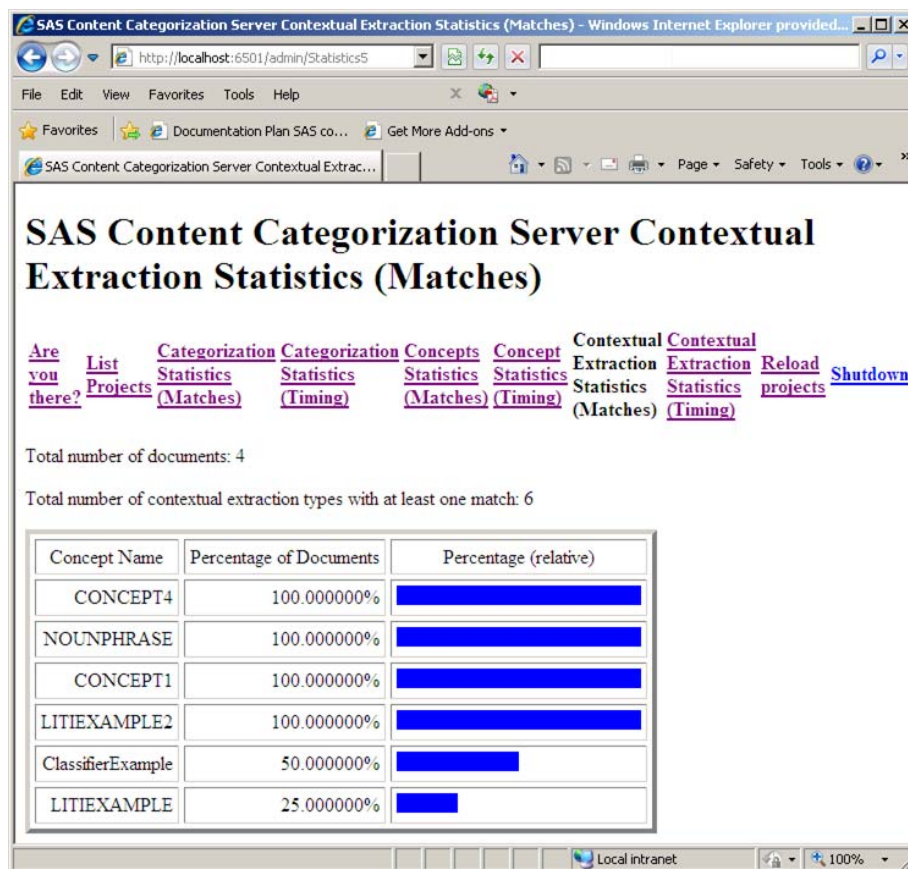 SAS Content Categorization Server Contextual Extraction Statistics (Matches) - Windows Internet Explorer provided...
http://localhost:6501/admin/Statistics5
File Edit View Favorites Tools Help
Favorites Documentation Plan SAS co... Get More Add-ons
SAS Content Categorization Server Contextual Extrac... Page Safety Tools »
SAS Content Categorization Server Contextual
Extraction Statistics (Matches)
Are you there?
List Projects
Categorization Statistics (Matches)
Categorization Statistics (Timing)
Concepts Statistics (Matches)
Concept Statistics (Timing)
Contextual Extraction Statistics (Matches)
Contextual Extraction Statistics (Timing)
Reload projects
Shutdown
Total number of documents: 4
Total number of contextual extraction types with at least one match: 6
Concept Name Percentage of Documents Percentage (relative)
CONCEPT4 100.000000%
NOUNPHRASE 100.000000%
CONCEPT1 100.000000%
LITIEXAMPLE2 100.000000%
ClassifierExample 50.000000%
LITIEXAMPLE 25.000000%
Local intranet 100%